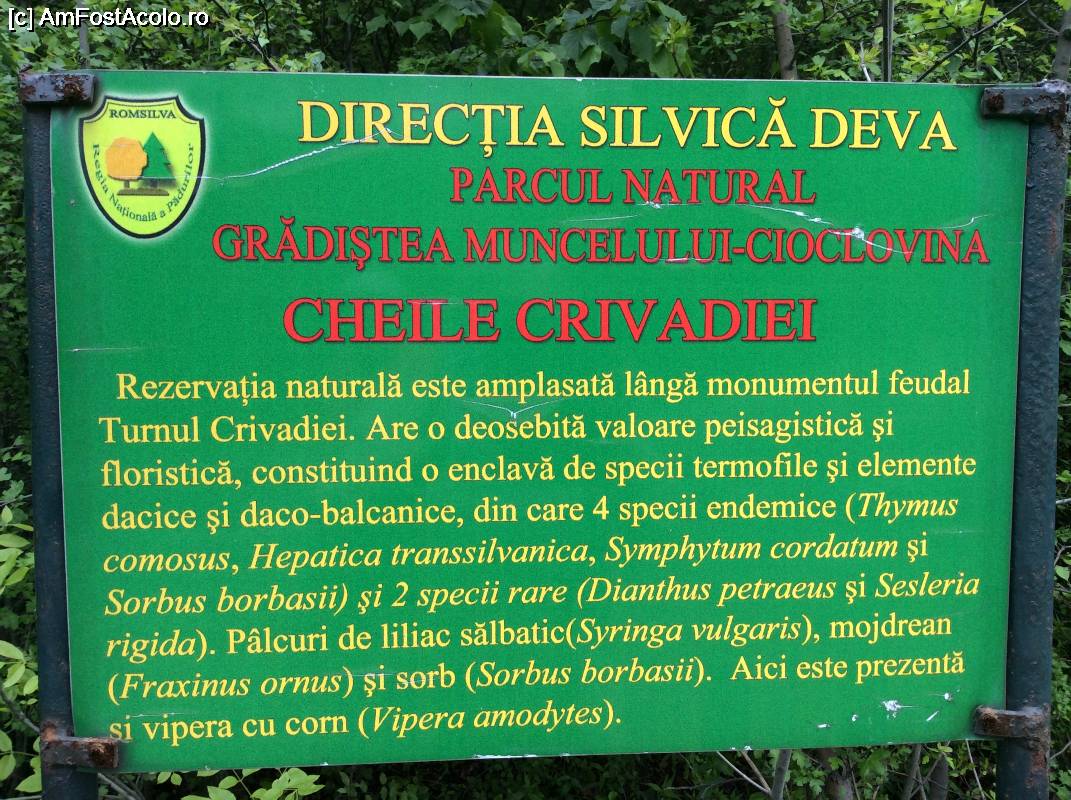 [c] AmFostAcolo.ro
ROMSILVA
Regia Națională a Pădurilor
DIRECŢIA SILVICĂ DEVA
PARCUL NATURAL
GRĂDIŞTEA MUNCELULUI-CIOCLOVINA
CHEILE CRIVADIEI
Rezervaţia naturală este amplasată lângă monumentul feudal
Turnul Crivadiei. Are o deosebită valoare peisagistică şi
floristică, constituind o enclavă de specii termofile şi elemente
dacice şi daco-balcanice, din care 4 specii endemice (Thymus
comosus, Hepatica transsilvanica, Symphytum cordatum şi
Sorbus borbasii) şi 2 specii rare (Dianthus petraeus şi Sesleria
rigida). Pâlcuri de liliac sălbatic(Syringa vulgaris), mojdrean
(Fraxinus ornus) şi sorb (Sorbus borbasii). Aici este prezentă
şi vipera cu corn (Vipera amodytes).